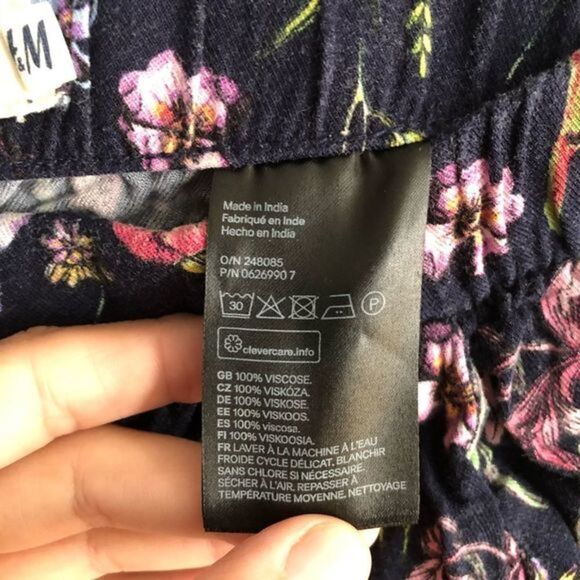 &M
Made in India
Fabriqué en Inde
Hecho en India
O/N 248085
P/N 0626990 7
30
P
clevercare.info
GB 100% VISCOSE.
CZ 100% VISKÓZA.
DE 100% VISKOSE.
EE 100% VISKOOS.
ES 100% viscosa.
FI 100% VISKOOSIA.
FR LAVER À LA MACHINE À L'EAU
FROIDE CYCLE DÉLICAT. BLANCHIR
SANS CHLORE SI NÉCESSAIRE.
SÉCHER À L'AIR. REPASSER À
TEMPÉRATURE MOYENNE. NETTOYAGE